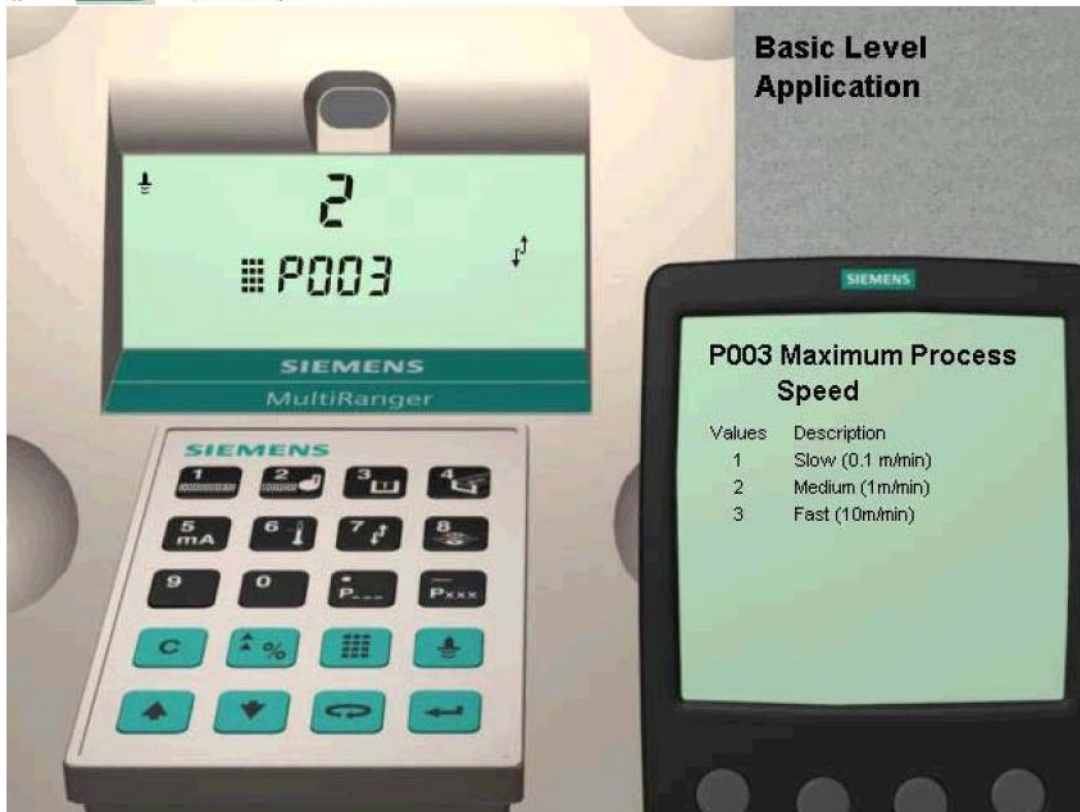 Basic Level
Application
2
P003
SIEMENS
MultiRanger
SIEMENS
1
2
3
4
5
mA
6
7
8
9
0
P---
Pxxx
C
%
SIEMENS
P003 Maximum Process
Speed
Values Description
1 Slow (0.1 m/min)
2 Medium (1m/min)
3 Fast (10m/min)